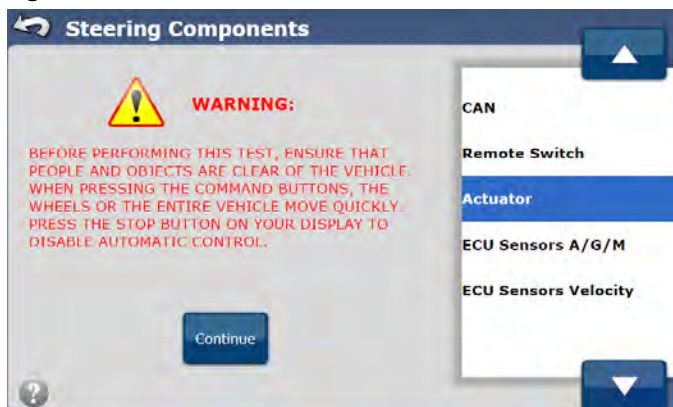 Steering Components
WARNING:
BEFORE PERFORMING THIS TEST, ENSURE THAT
PEOPLE AND OBJECTS ARE CLEAR OF THE VEHICLE.
WHEN PRESSING THE COMMAND BUTTONS, THE
WHEELS OR THE ENTIRE VEHICLE MOVE QUICKLY.
PRESS THE STOP BUTTON ON YOUR DISPLAY TO
DISABLE AUTOMATIC CONTROL.
Continue
?
CAN
Remote Switch
Actuator
ECU Sensors A/G/M
ECU Sensors Velocity